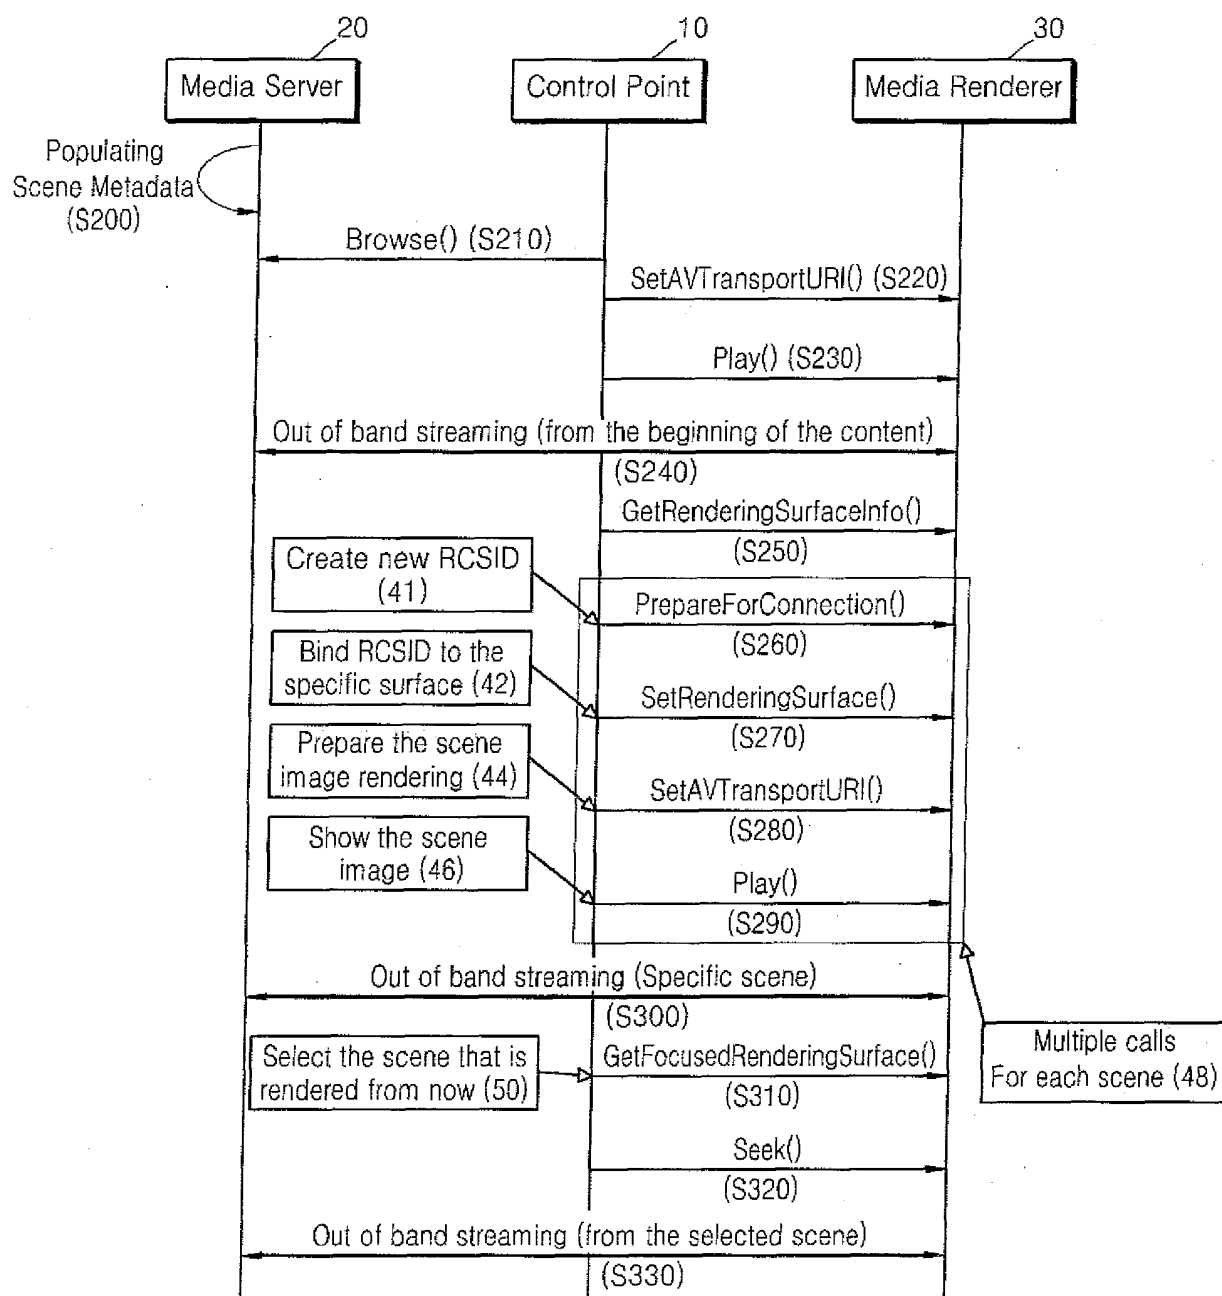 20
10
30
Media Server
Control Point
Media Renderer
Populating
Scene Metadada
(S200)
Browse() (S210)
SetAVTransportURI() (S220)
Play() (S230)
Out of band streaming (from the beginning of the content)
(S240)
GetRenderingSurfaceInfo()
(S250)
Create new RCSID
(41)
PrepareForConnection()
(S260)
Bind RCSID to the
specific surface (42)
SetRenderingSurface()
(S270)
Prepare the scene
image rendering (44)
SetAVTransportURI()
(S280)
Show the scene
image (46)
Play()
(S290)
Out of band streaming (Specific scene)
(S300)
Multiple calls
For each scene (48)
Select the scene that is
rendered from now (50)
GetFocusedRenderingSurface()
(S310)
Seek()
(S320)
Out of band streaming (from the selected scene)
(S330)